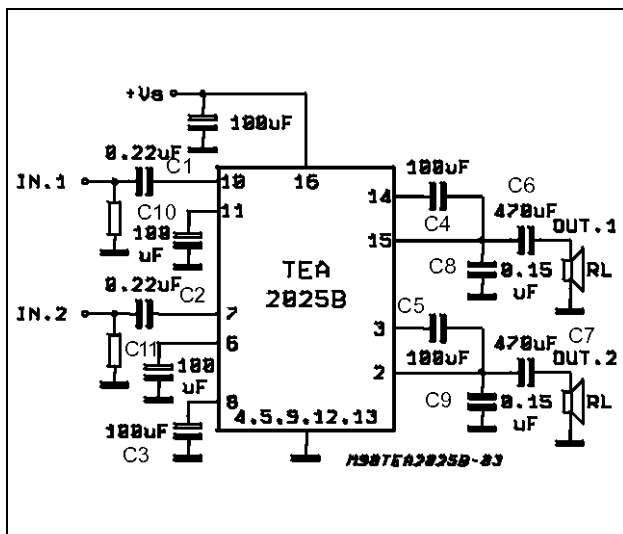 +Vs
100uF
0.22uF
C1
IN.1
10
16
14
100uF
C6
C10
11
C4
470uF
OUT.1
100
uF
15
TEA
2025B
C8
0.15
uF
RL
0.22uF
C2
C5
C7
IN.2
7
3
470uF
OUT.2
100uF
C11
6
2
100
uF
C9
0.15
uF
RL
8
100uF
4.5.9.12.13
C3
M90TEA2025B-03